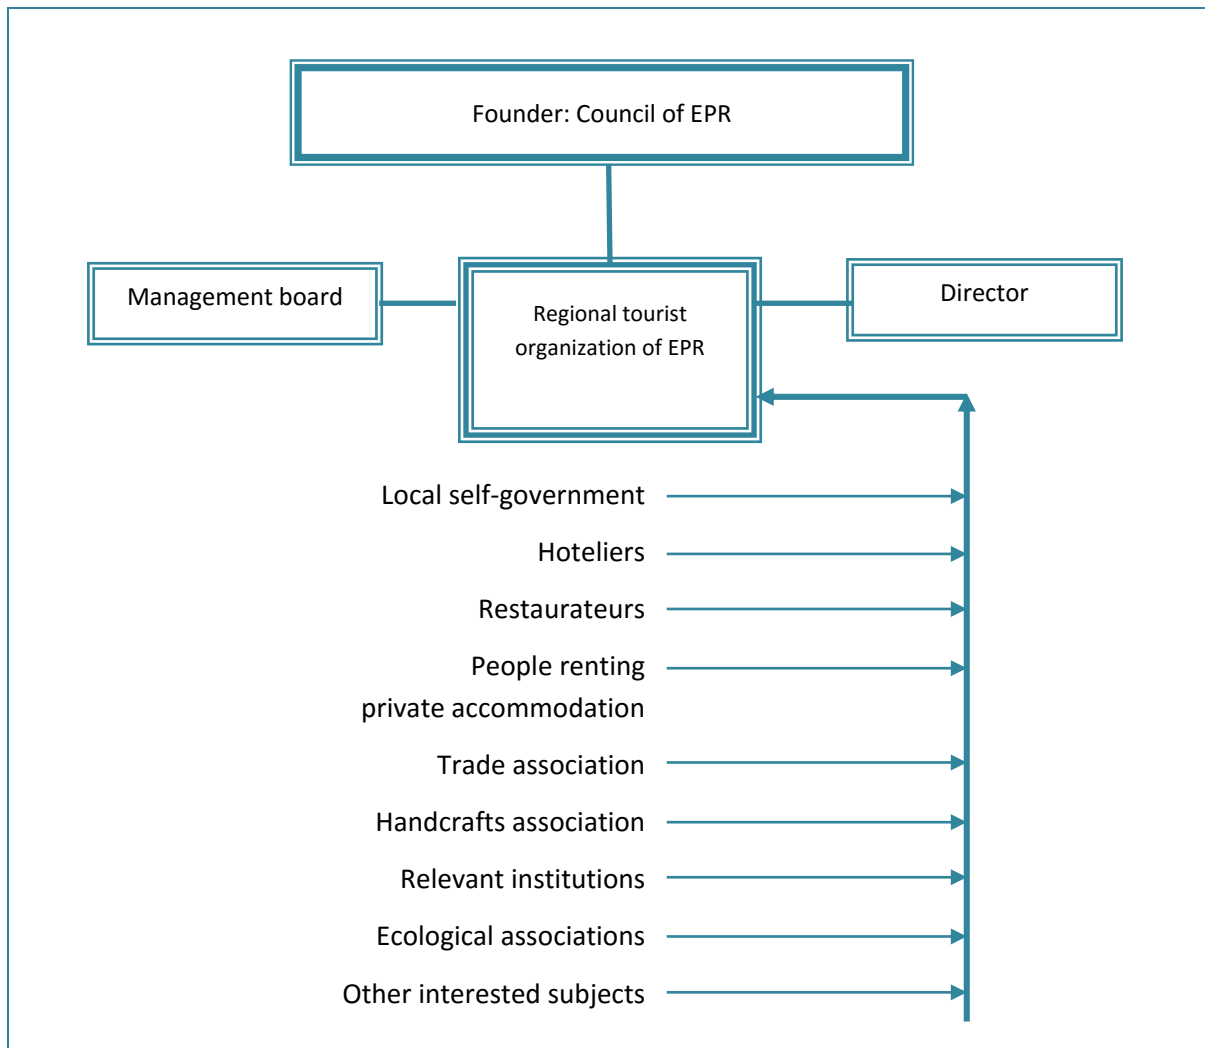 Founder: Council of EPR
Management board
Regional tourist
organization of EPR
Director
Local self-government
Hoteliers
Restaurateurs
People renting
private accommodation
Trade association
Handcrafts association
Relevant institutions
Ecological associations
Other interested subjects